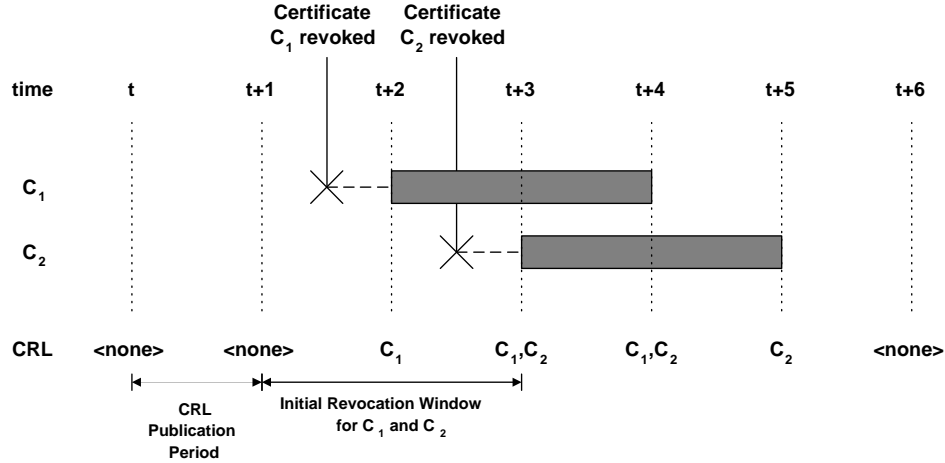 Certificate Certificate
C1 revoked C2 revoked
time t t+1 t+2 t+3 t+4 t+5 t+6
C1
C2
CRL <none> <none> C1 C1,C2 C1,C2 C2 <none>
CRL
Publication
Period
Initial Revocation Window
for C1 and C2